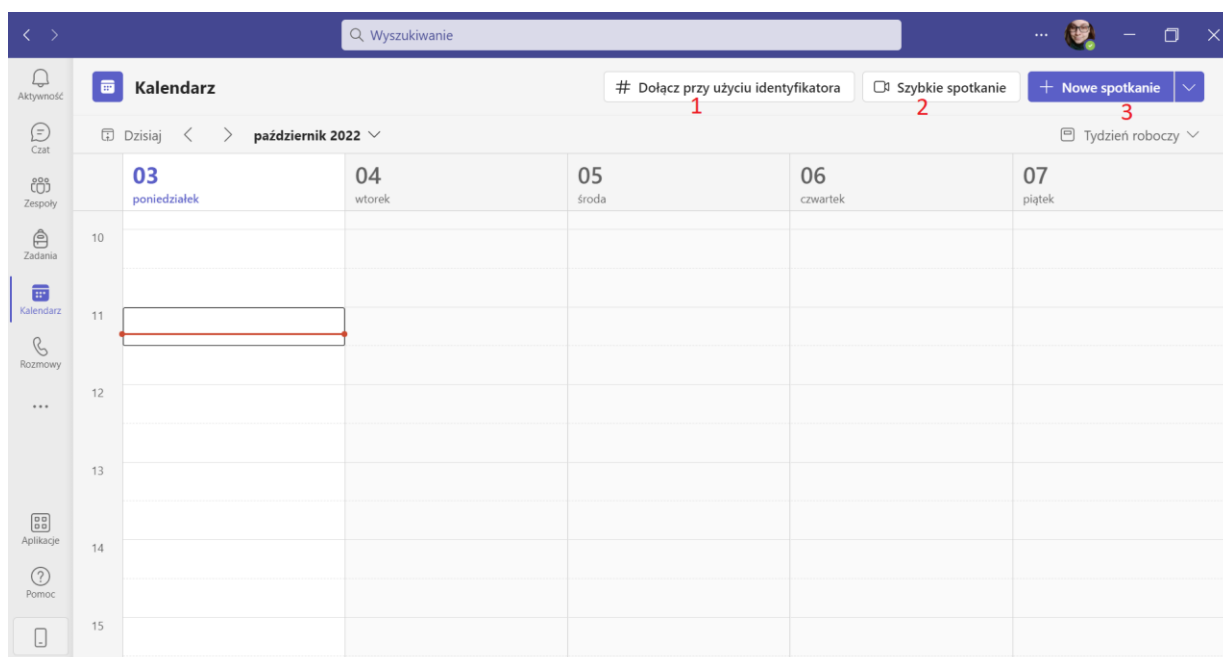 Wyszukiwanie
Aktywność
Czat
Zespoły
Zadania
Kalendarz
Rozmowy
Aplikacje
Pomoc
Kalendarz
# Dołącz przy użyciu identyfikatora
Szybkie spotkanie
+ Nowe spotkanie
1
2
3
Dzisiaj
październik 2022
Tydzień roboczy
03
poniedziałek
04
wtorek
05
środa
06
czwartek
07
piątek
10
11
12
13
14
15